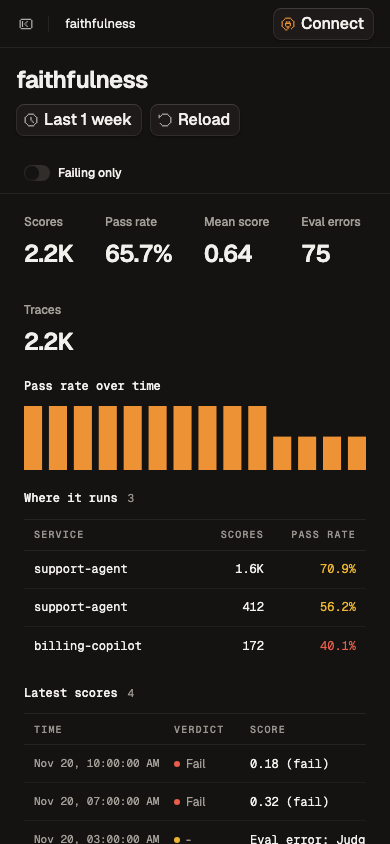 faithfulness
Connect
faithfulness
Last 1 week
Reload
Failing only
Scores Pass rate Mean score Eval errors
2.2K 65.7% 0.64 75
Traces
2.2K
Pass rate over time
Where it runs 3
SERVICE SCORES PASS RATE
support-agent 1.6K 70.9%
support-agent 412 56.2%
billing-copilot 172 40.1%
Latest scores 4
TIME VERDICT SCORE
Nov 20, 10:00:00 AM Fail 0.18 (fail)
Nov 20, 07:00:00 AM Fail 0.32 (fail)
Nov 20, 03:00:00 AM – Eval error: Judg